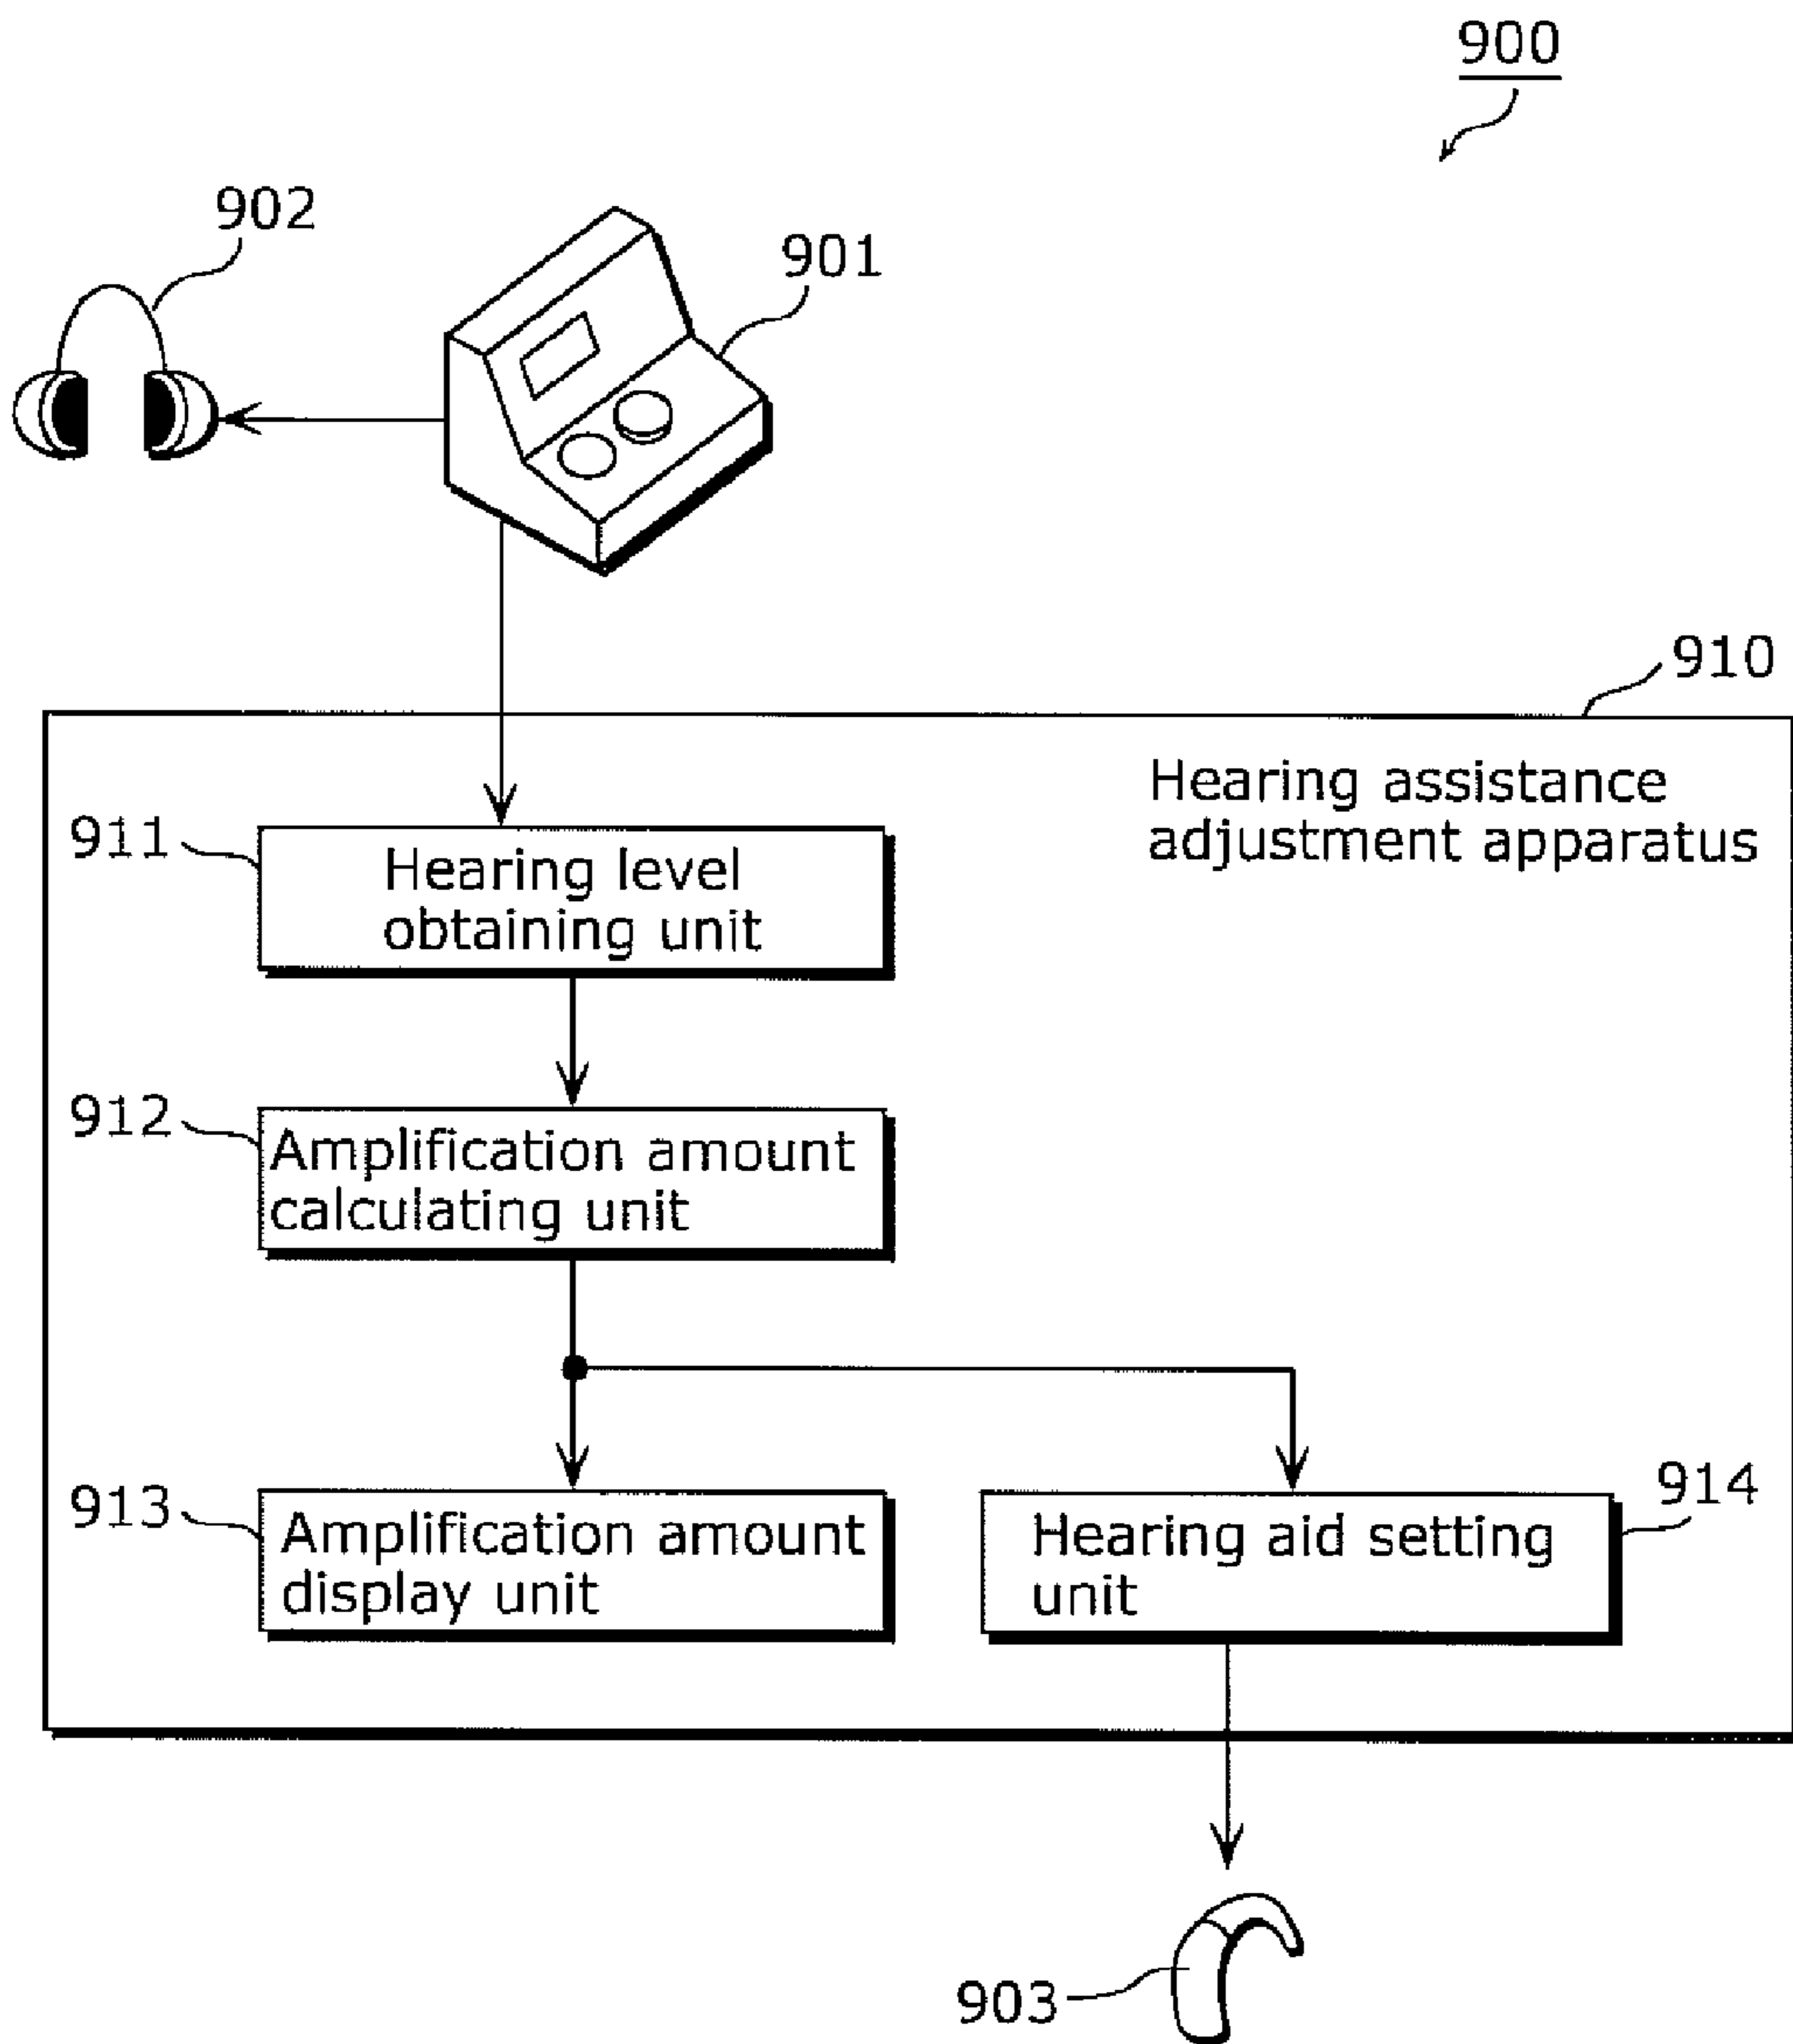 900
902
901
910
Hearing assistance
adjustment apparatus
911
Hearing level
obtaining unit
912
Amplification amount
calculating unit
913
Amplification amount
display unit
914
Hearing aid setting
unit
903